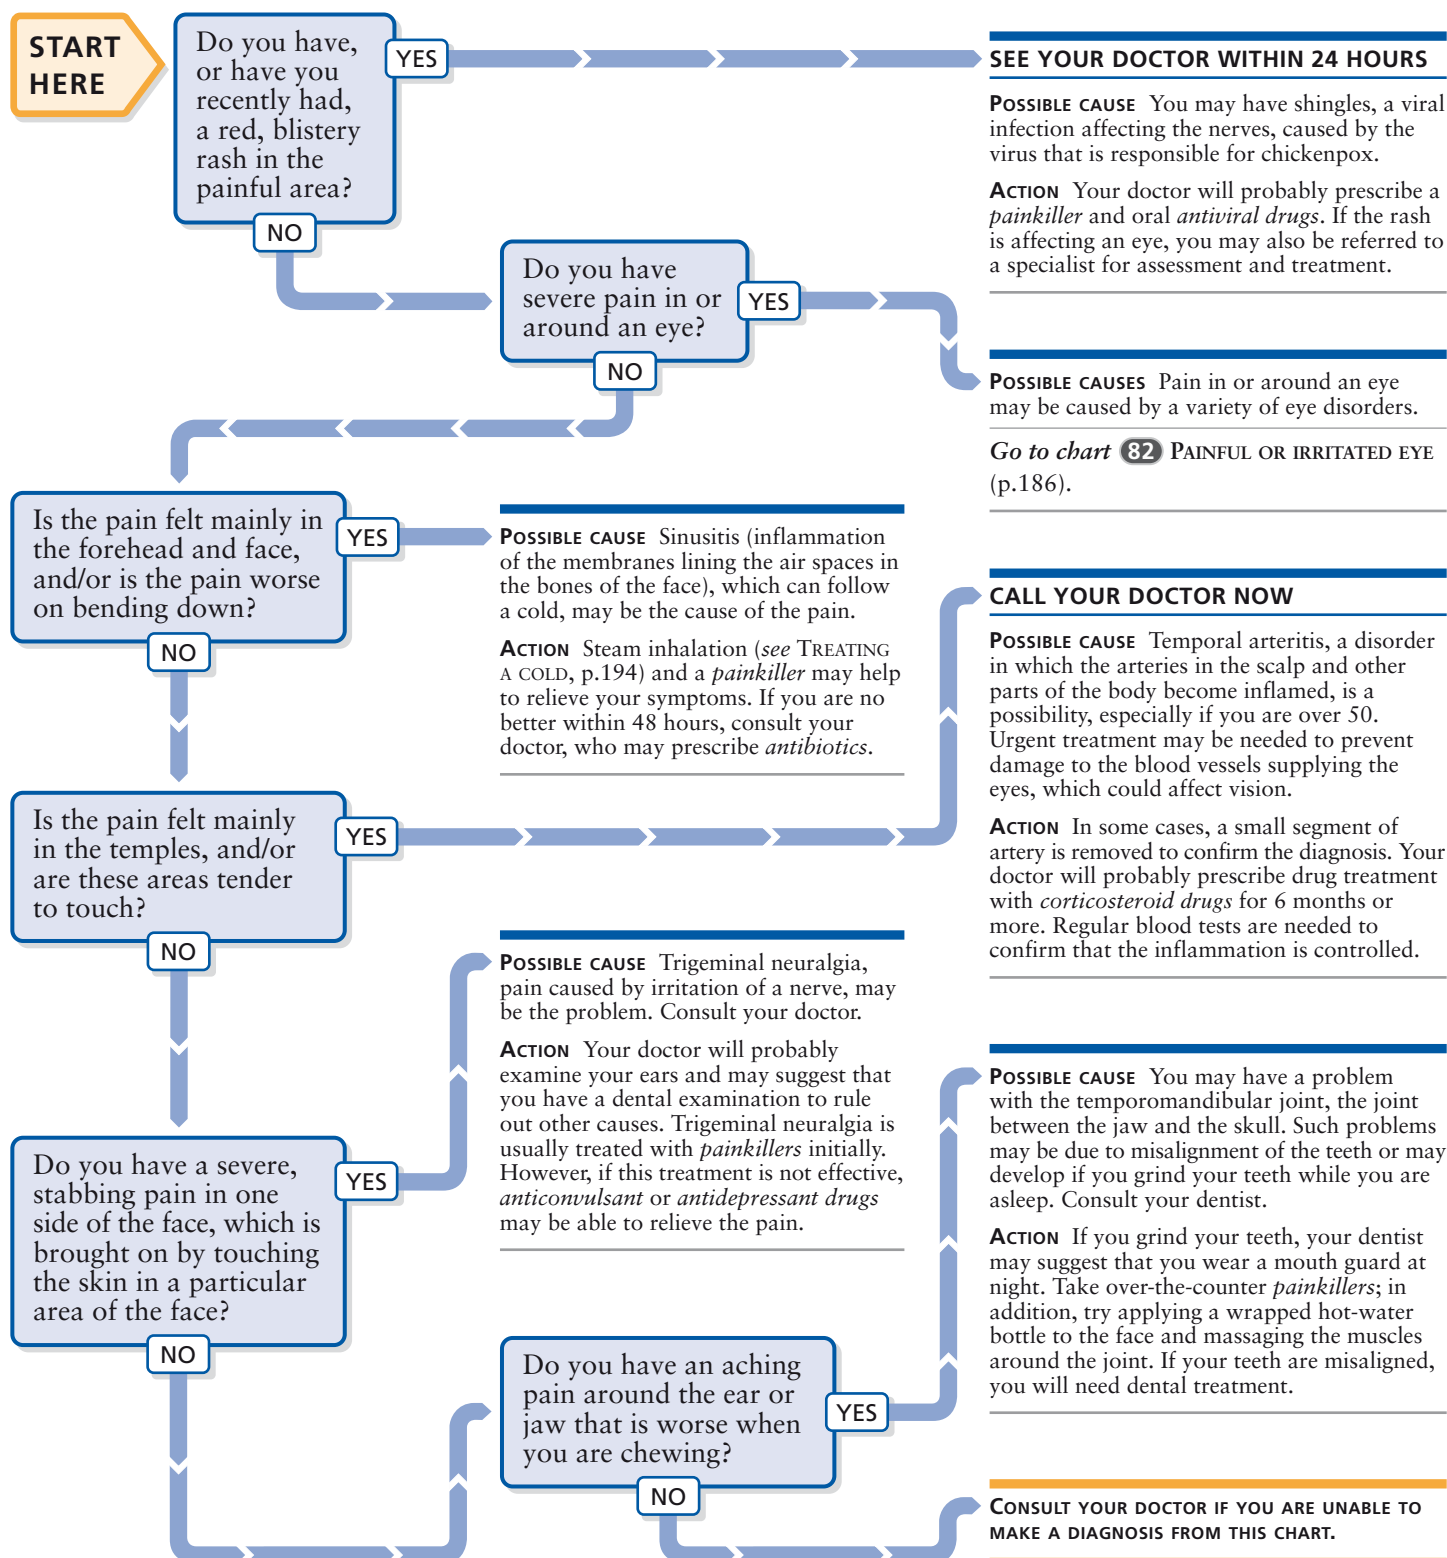 START
HERE
Do you have,
or have you
recently had,
a red, blistery
rash in the
painful area?
YES
NO
SEE YOUR DOCTOR WITHIN 24 HOURS
POSSIBLE CAUSE You may have shingles, a viral
infection affecting the nerves, caused by the
virus that is responsible for chickenpox.
ACTION Your doctor will probably prescribe a
painkiller and oral antiviral drugs. If the rash
is affecting an eye, you may also be referred to
a specialist for assessment and treatment.
Do you have
severe pain in or
around an eye?
YES
NO
POSSIBLE CAUSES Pain in or around an eye
may be caused by a variety of eye disorders.
Go to chart 82 PAINFUL OR IRRITATED EYE
(p.186).
Is the pain felt mainly in
the forehead and face,
and/or is the pain worse
on bending down?
YES
NO
POSSIBLE CAUSE Sinusitis (inflammation
of the membranes lining the air spaces in
the bones of the face), which can follow
a cold, may be the cause of the pain.
ACTION Steam inhalation (see TREATING
A COLD, p.194) and a painkiller may help
to relieve your symptoms. If you are no
better within 48 hours, consult your
doctor, who may prescribe antibiotics.
Is the pain felt mainly
in the temples, and/or
are these areas tender
to touch?
YES
NO
CALL YOUR DOCTOR NOW
POSSIBLE CAUSE Temporal arteritis, a disorder
in which the arteries in the scalp and other
parts of the body become inflamed, is a
possibility, especially if you are over 50.
Urgent treatment may be needed to prevent
damage to the blood vessels supplying the
eyes, which could affect vision.
ACTION In some cases, a small segment of
artery is removed to confirm the diagnosis. Your
doctor will probably prescribe drug treatment
with corticosteroid drugs for 6 months or
more. Regular blood tests are needed to
confirm that the inflammation is controlled.
Do you have a severe,
stabbing pain in one
side of the face, which is
brought on by touching
the skin in a particular
area of the face?
YES
NO
POSSIBLE CAUSE Trigeminal neuralgia,
pain caused by irritation of a nerve, may
be the problem. Consult your doctor.
ACTION Your doctor will probably
examine your ears and may suggest that
you have a dental examination to rule
out other causes. Trigeminal neuralgia is
usually treated with painkillers initially.
However, if this treatment is not effective,
anticonvulsant or antidepressant drugs
may be able to relieve the pain.
Do you have an aching
pain around the ear or
jaw that is worse when
you are chewing?
YES
NO
POSSIBLE CAUSE You may have a problem
with the temporomandibular joint, the joint
between the jaw and the skull. Such problems
may be due to misalignment of the teeth or may
develop if you grind your teeth while you are
asleep. Consult your dentist.
ACTION If you grind your teeth, your dentist
may suggest that you wear a mouth guard at
night. Take over-the-counter painkillers; in
addition, try applying a wrapped hot-water
bottle to the face and massaging the muscles
around the joint. If your teeth are misaligned,
you will need dental treatment.
CONSULT YOUR DOCTOR IF YOU ARE UNABLE TO
MAKE A DIAGNOSIS FROM THIS CHART.